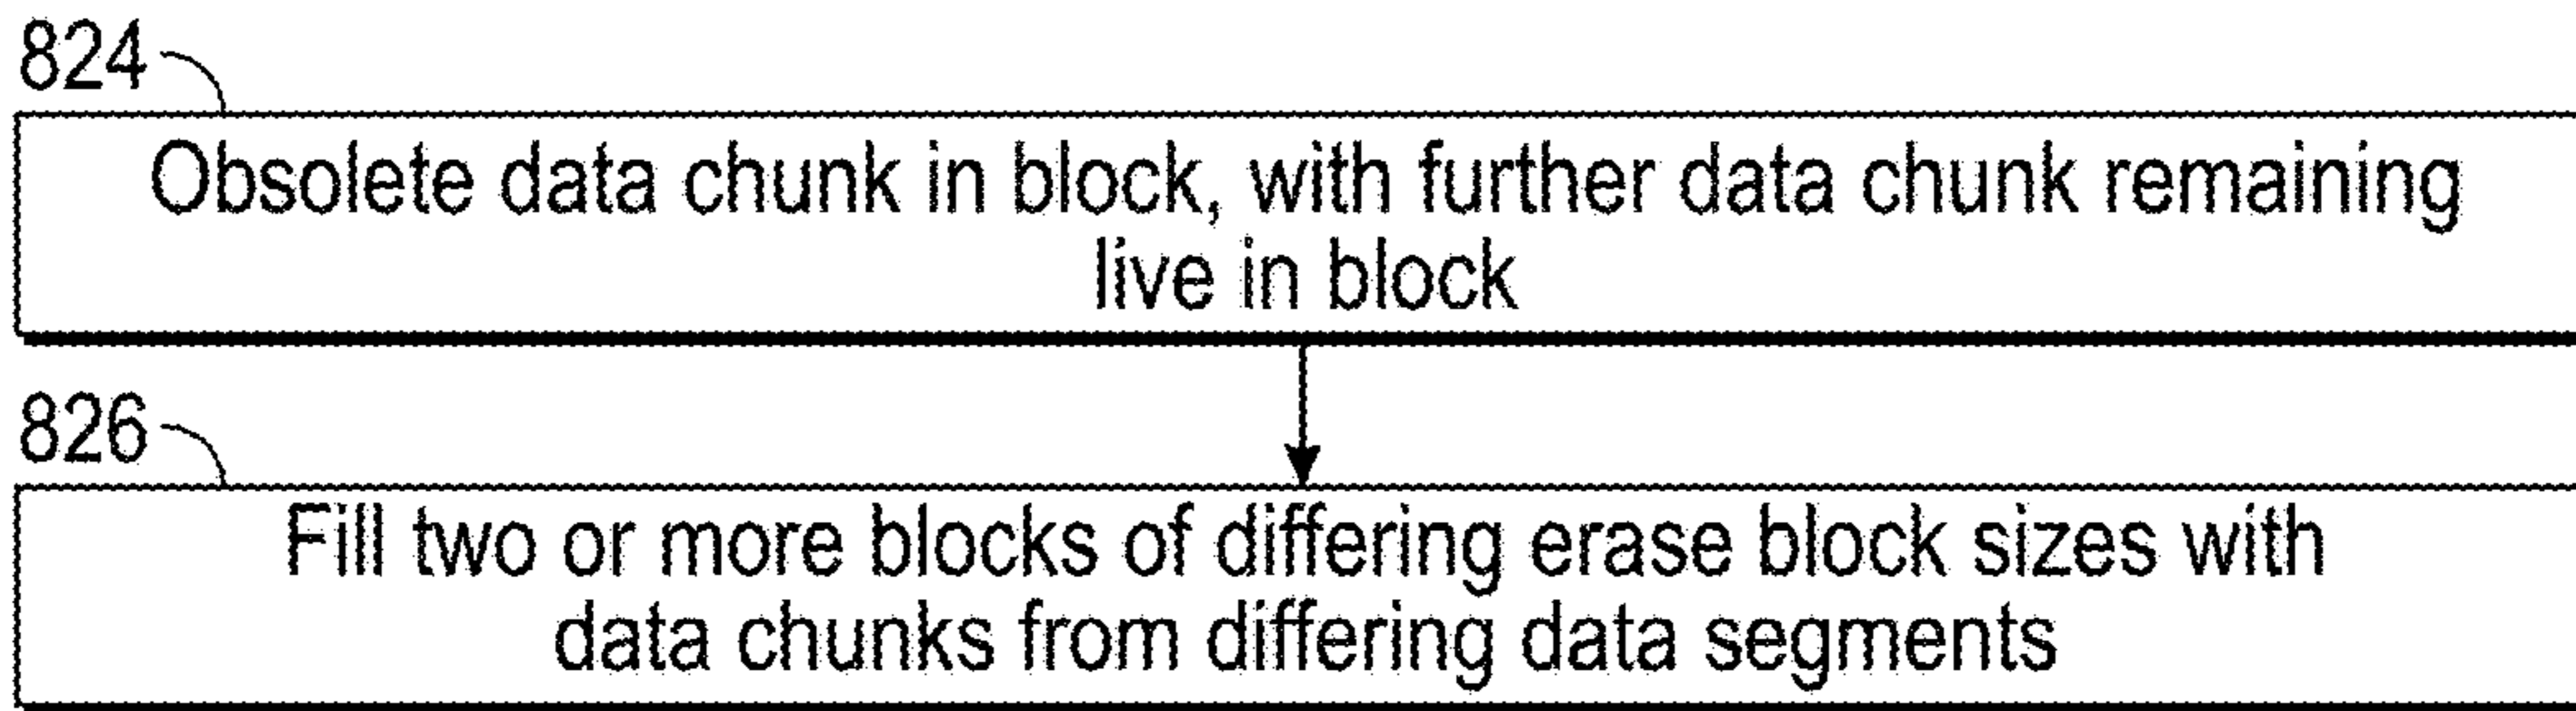 824
Obsolete data chunk in block, with further data chunk remaining
live in block
826
Fill two or more blocks of differing erase block sizes with
data chunks from differing data segments